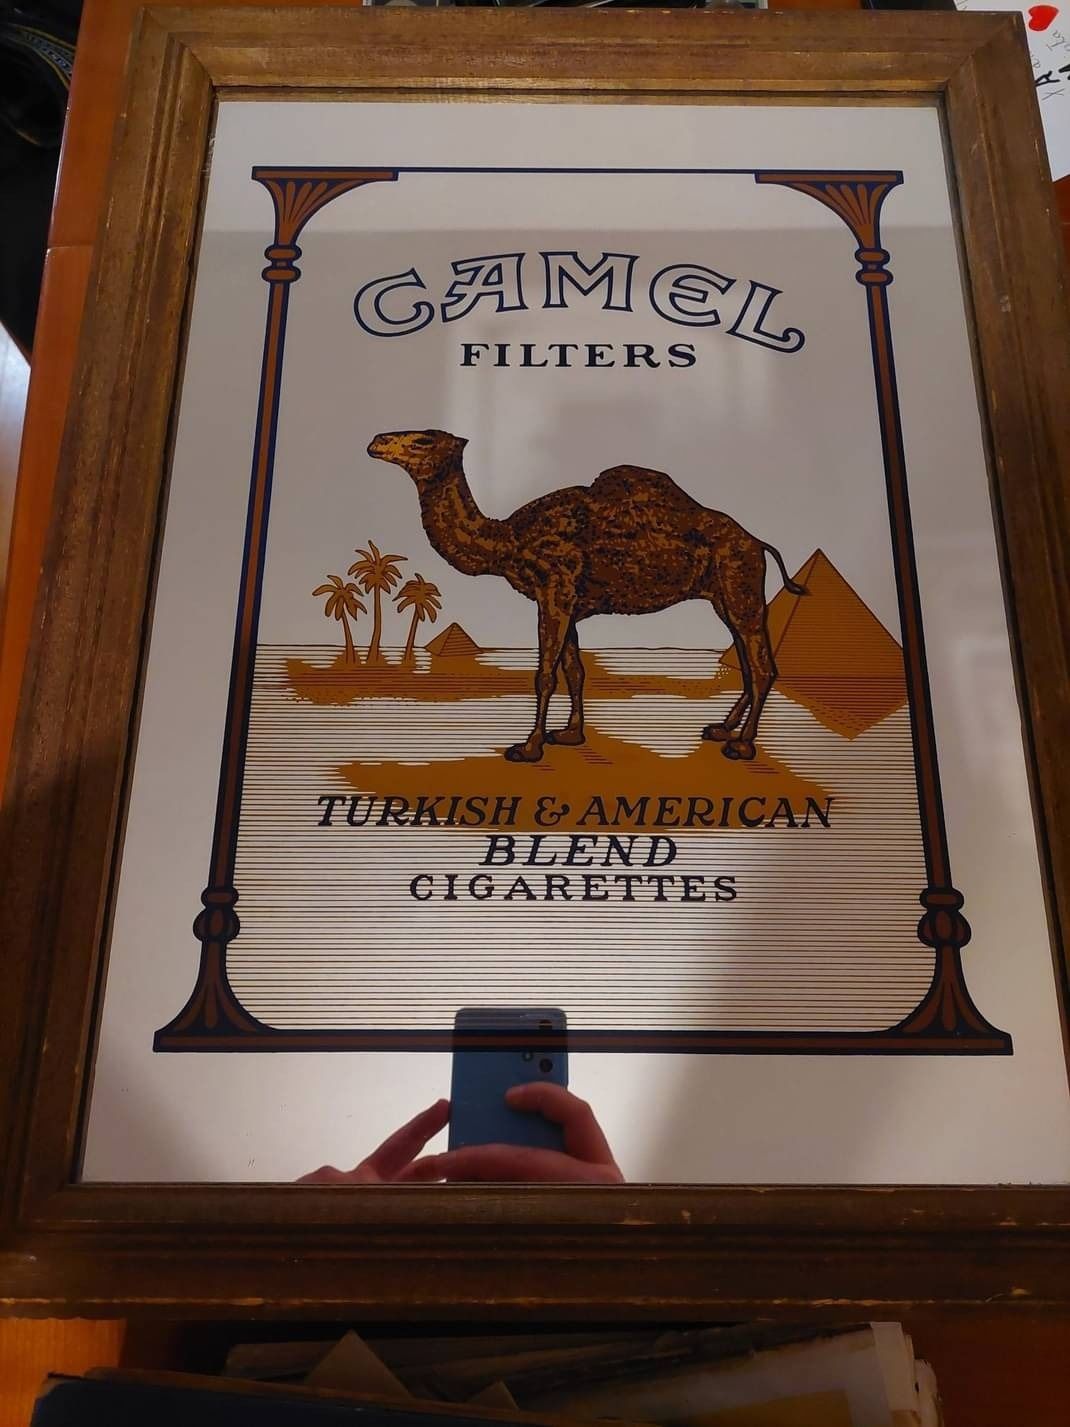 CAMEL
FILTERS
TURKISH & AMERICAN
BLEND
CIGARETTES